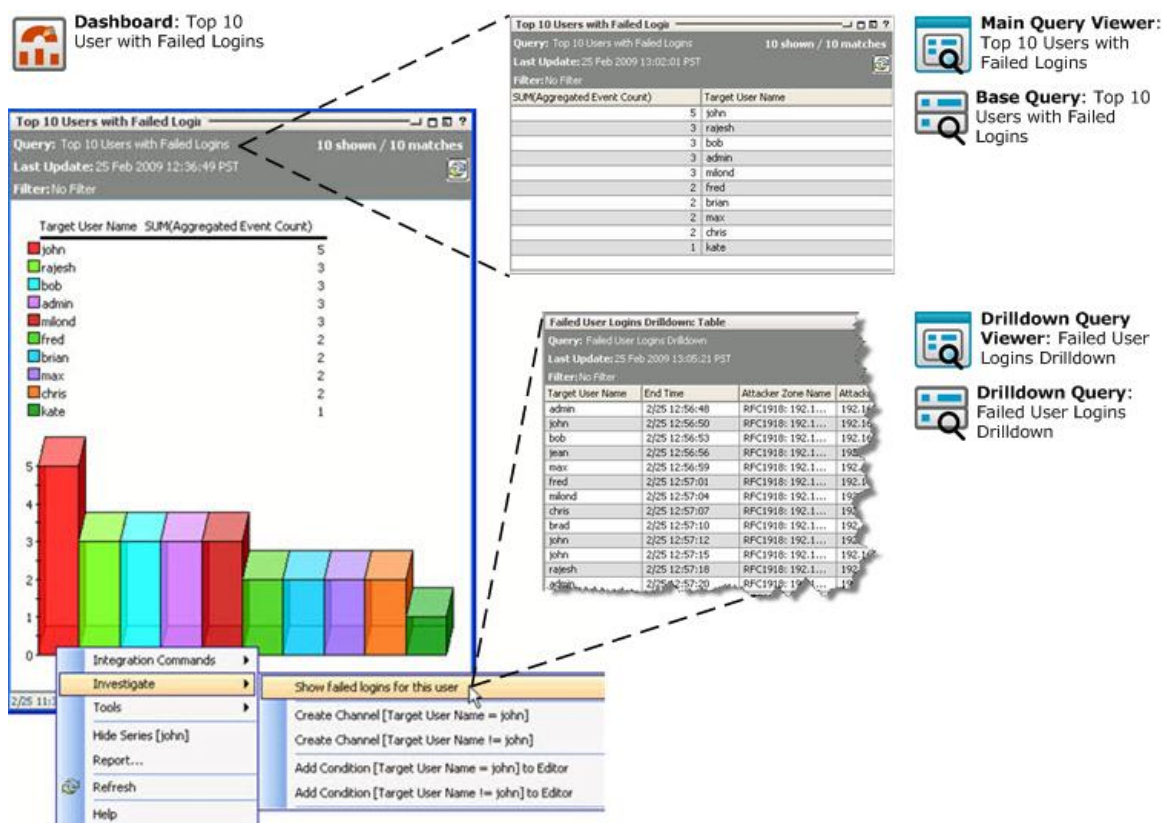 Dashboard: Top 10
User with Failed Logins
Top 10 Users with Failed Login
Query: Top 10 Users with Failed Logins 10 shown / 10 matches
Last Update: 25 Feb 2009 13:02:01 PST
Filter: No Filter
SUM(Aggregated Event Count) Target User Name
5 john
3 rajesh
3 bob
3 admin
3 milond
2 fred
2 brian
2 max
2 chris
1 kate
Main Query Viewer:
Top 10 Users with
Failed Logins
Base Query: Top 10
Users with Failed
Logins
Top 10 Users with Failed Login
Query: Top 10 Users with Failed Logins 10 shown / 10 matches
Last Update: 25 Feb 2009 12:36:49 PST
Filter: No Filter
Target User Name SUM(Aggregated Event Count)
john 5
rajesh 3
bob 3
admin 3
milond 3
fred 2
brian 2
max 2
chris 2
kate 1
5
4
3
2
1
0
2/25 11:
Failed User Logins Drilldown: Table
Query: Failed User Logins Drilldown
Last Update: 25 Feb 2009 13:05:21 PST
Filter: No Filter
Target User Name End Time Attacker Zone Name
admin 2/25 12:56:48 RFC1918: 192.1...
john 2/25 12:56:50 RFC1918: 192.1...
bob 2/25 12:56:53 RFC1918: 192.1...
jean 2/25 12:56:56 RFC1918: 192.1...
max 2/25 12:56:59 RFC1918: 192.1...
fred 2/25 12:57:01 RFC1918: 192.1...
milond 2/25 12:57:04 RFC1918: 192.1...
chris 2/25 12:57:07 RFC1918: 192.1...
brad 2/25 12:57:10 RFC1918: 192.1...
john 2/25 12:57:12 RFC1918: 192.1...
john 2/25 12:57:15 RFC1918: 192.1...
rajesh 2/25 12:57:18 RFC1918: 192.1...
admin 2/25 12:57:20
Drilldown Query
Viewer: Failed User
Logins Drilldown
Drilldown Query:
Failed User Logins
Drilldown
Integration Commands
Investigate
Tools
Hide Series [john]
Report...
Refresh
Help
Show failed logins for this user
Create Channel [Target User Name = john]
Create Channel [Target User Name != john]
Add Condition [Target User Name = john] to Editor
Add Condition [Target User Name != john] to Editor